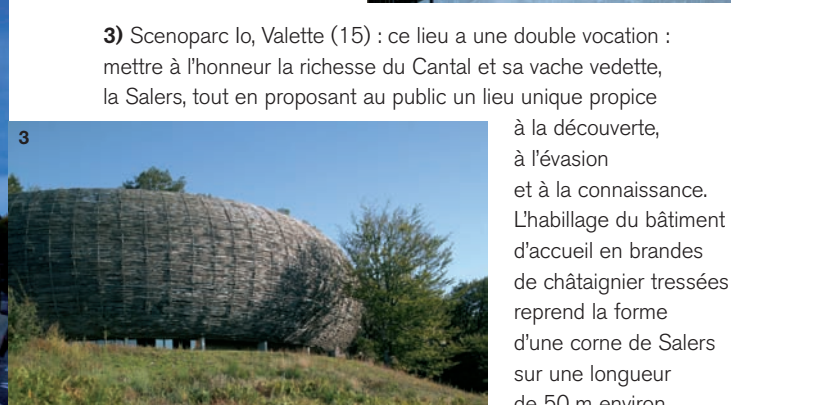 3) Scenoparc Io, Valette (15) : ce lieu a une double vocation :
mettre à l'honneur la richesse du Cantal et sa vache vedette,
la Salers, tout en proposant au public un lieu unique propice
à la découverte,
à l'évasion
et à la connaissance.
L'habillage du bâtiment
d'accueil en brandes
de châtaignier tressées
reprend la forme
d'une corne de Salers
sur une longueur
de 50 m environ
3